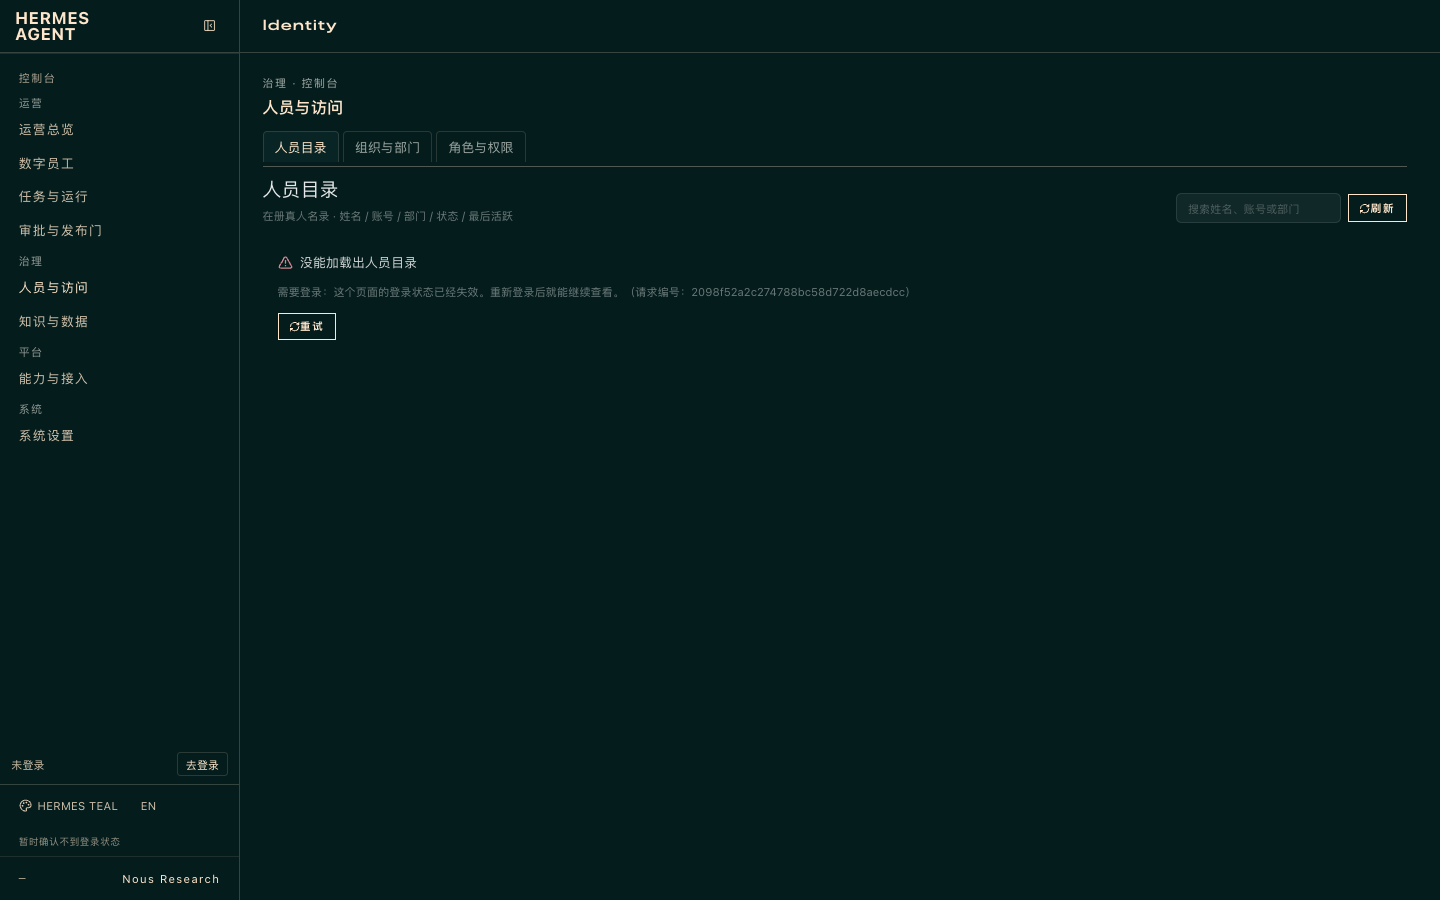 HERMES
AGENT
Identity
控制台
运营
运营总览
数字员工
任务与运行
审批与发布门
治理
人员与访问
知识与数据
平台
能力与接入
系统
系统设置
治理 · 控制台
人员与访问
人员目录
组织与部门
角色与权限
人员目录
在册真人名录 · 姓名 / 账号 / 部门 / 状态 / 最后活跃
搜索姓名、账号或部门
刷新
没能加载出人员目录
需要登录：这个页面的登录状态已经失效。重新登录后就能继续查看。（请求编号：2098f52a2c274788bc58d722d8aecdcc）
重试
未登录
去登录
HERMES TEAL
EN
暂时确认不到登录状态
—
Nous Research